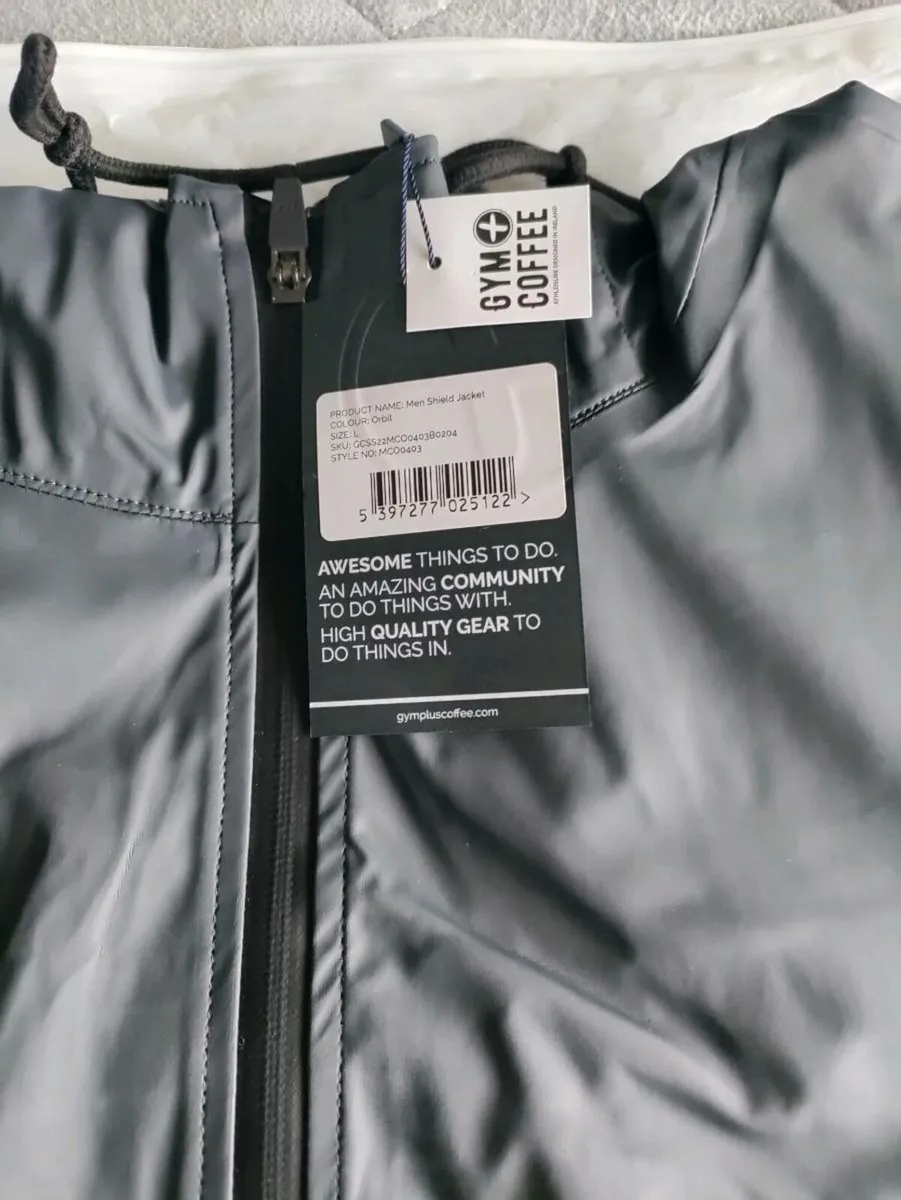 GYM
COFFEE
ATHLEISURE DESIGNED IN IRELAND
PRODUCT NAME: Men Shield Jacket
COLOUR: Orbit
SIZE: L
SKU: GCSS22MCO0403B0204
STYLE NO: MCO0403
5 397277 025122 >
AWESOME THINGS TO DO.
AN AMAZING COMMUNITY
TO DO THINGS WITH.
HIGH QUALITY GEAR TO
DO THINGS IN.
gympluscoffee.com